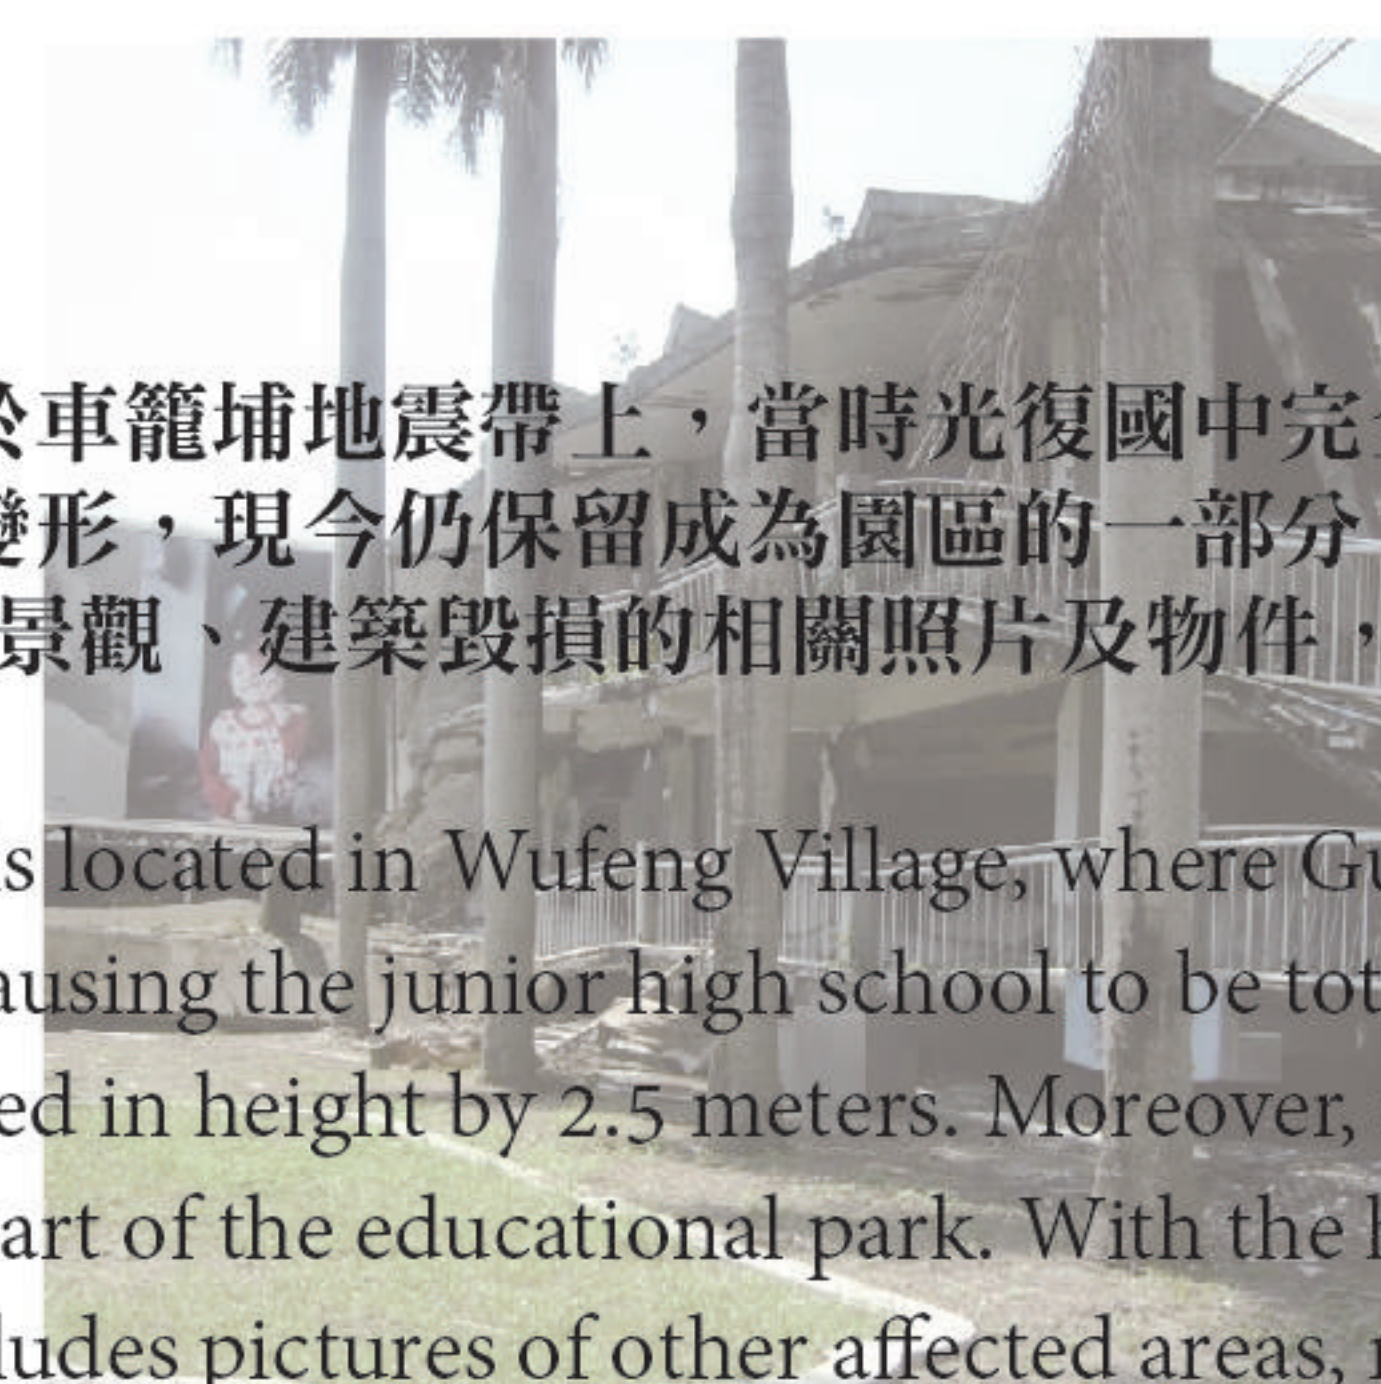 於車籠埔地震帶上，當時光復國中完
變形，現今仍保留成為園區的一部分
景觀、建築毀損的相關照片及物件，
s located in Wufeng Village, where Gu
ausing the junior high school to be tot
ed in height by 2.5 meters. Moreover,
art of the educational park. With the
ludes pictures of other affected areas,